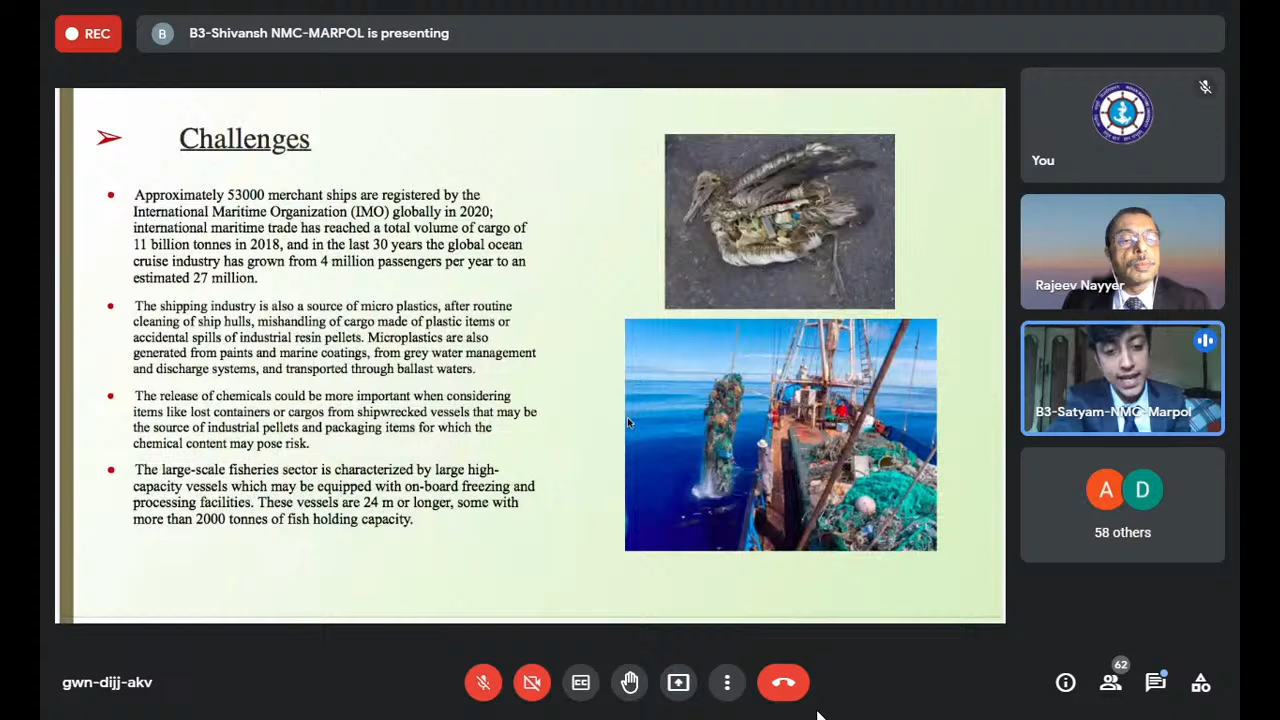 REC
B
B3-Shivansh NMC-MARPOL is presenting
Challenges
Approximately 53000 merchant ships are registered by the
International Maritime Organization (IMO) globally in 2020;
international maritime trade has reached a total volume of cargo of
11 billion tonnes in 2018, and in the last 30 years the global ocean
cruise industry has grown from 4 million passengers per year to an
estimated 27 million.
The shipping industry is also a source of micro plastics, after routine
cleaning of ship hulls, mishandling of cargo made of plastic items or
accidental spills of industrial resin pellets. Microplastics are also
generated from paints and marine coatings, from grey water management
and discharge systems, and transported through ballast waters.
The release of chemicals could be more important when considering
items like lost containers or cargos from shipwrecked vessels that may be
the source of industrial pellets and packaging items for which the
chemical content may pose risk.
The large-scale fisheries sector is characterized by large high-
capacity vessels which may be equipped with on-board freezing and
processing facilities. These vessels are 24 m or longer, some with
more than 2000 tonnes of fish holding capacity.
You
Rajeev Nayyer
B3-Satyam-NMC-Marpol
A D
58 others
gwn-dijj-akv
CC
62